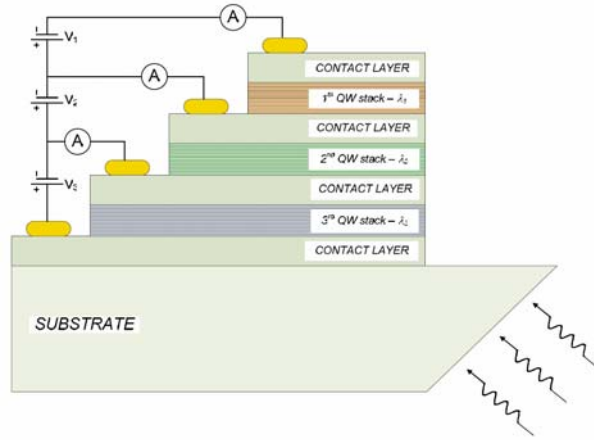 A
V1
CONTACT LAYER
1st QW stack – λ1
A
V2
CONTACT LAYER
2nd QW stack – λ2
A
CONTACT LAYER
V3
3rd QW stack – λ3
CONTACT LAYER
SUBSTRATE